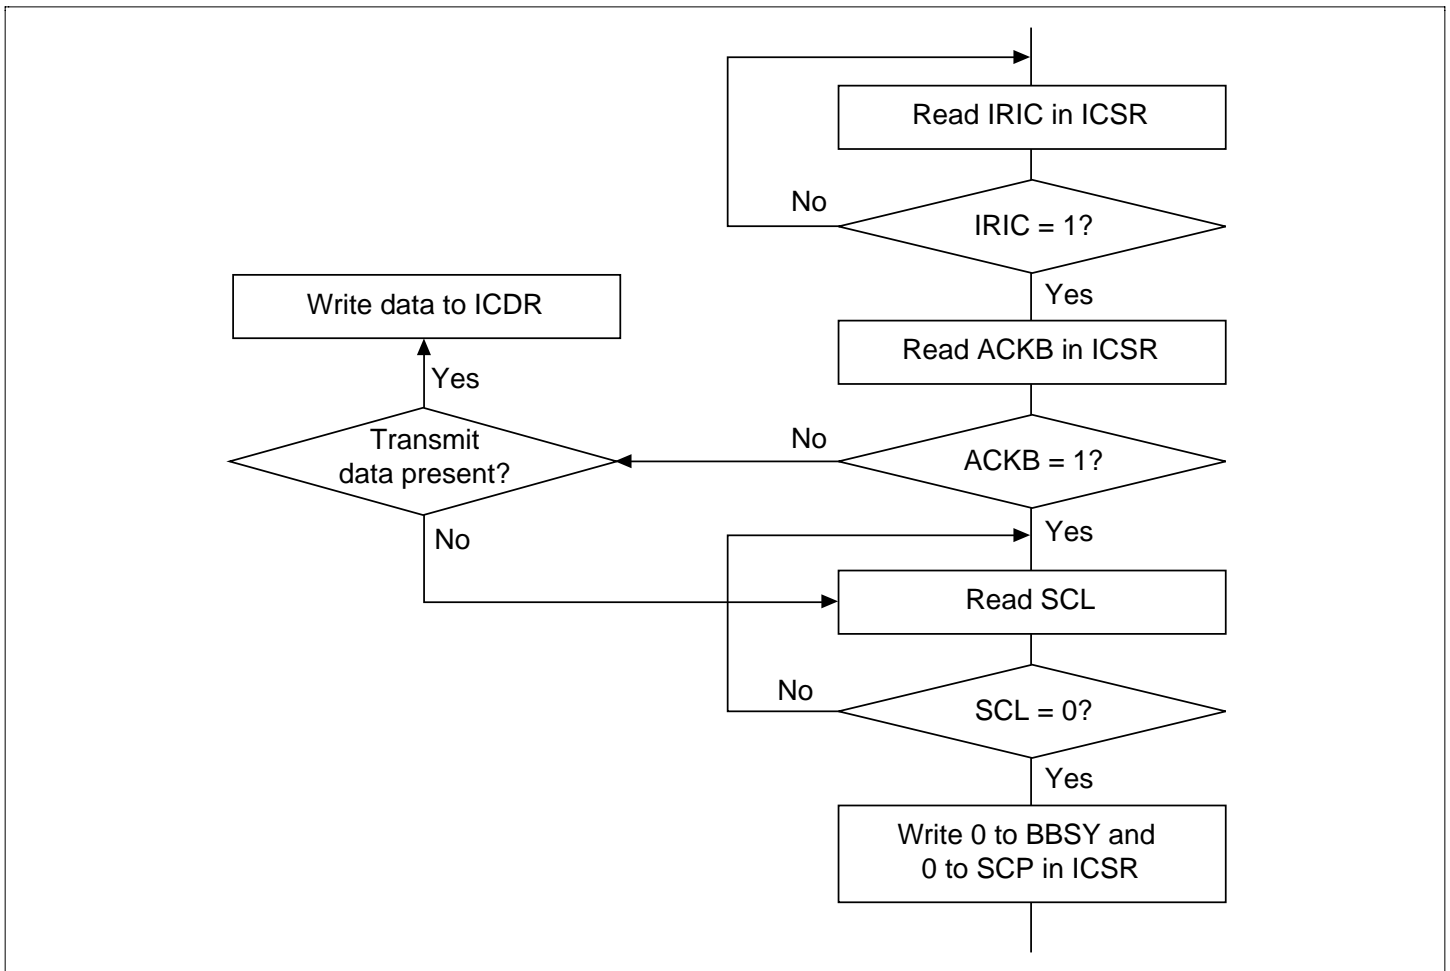 Read IRIC in ICSR
No
IRIC = 1?
Yes
Write data to ICDR
Read ACKB in ICSR
Yes
Transmit
data present?
No
ACKB = 1?
Yes
No
Read SCL
No
SCL = 0?
Yes
Write 0 to BBSY and
0 to SCP in ICSR